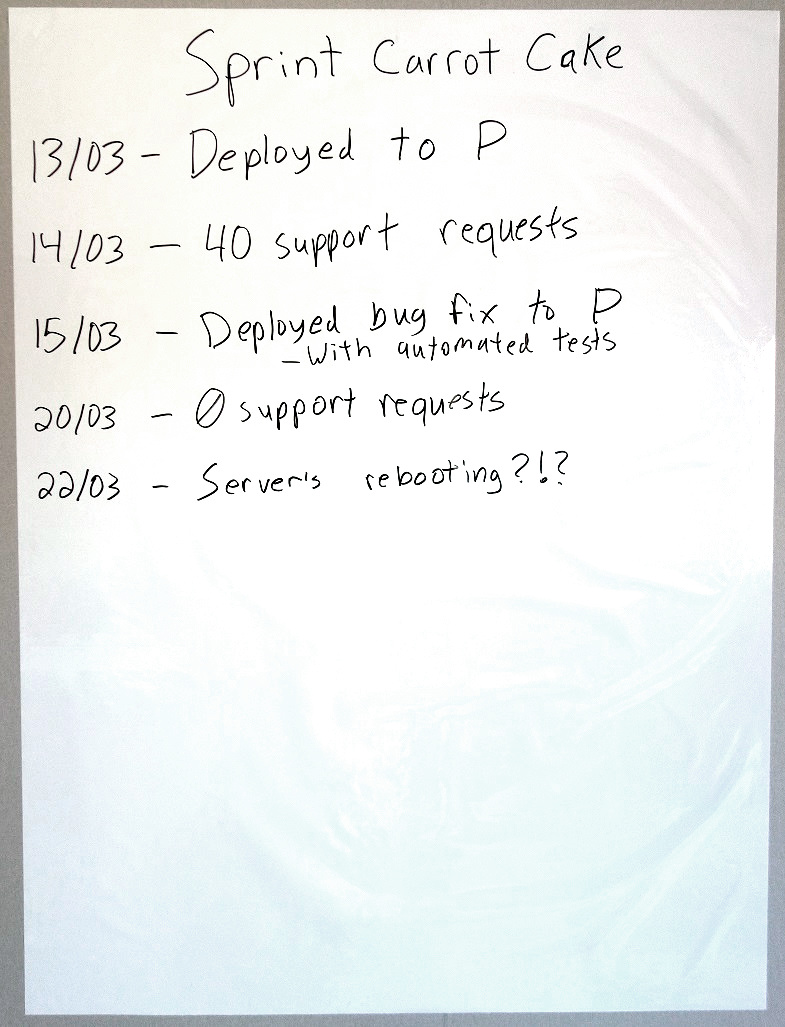 Sprint Carrot Cake
13/03 - Deployed to P
14/03 - 40 support requests
15/03 - Deployed bug fix to P
- With automated tests
20/03 - 0 support requests
22/03 - Server's rebooting?!?